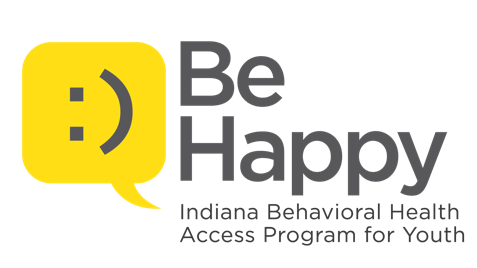 :)
Be
Happy
Indiana Behavioral Health
Access Program for Youth